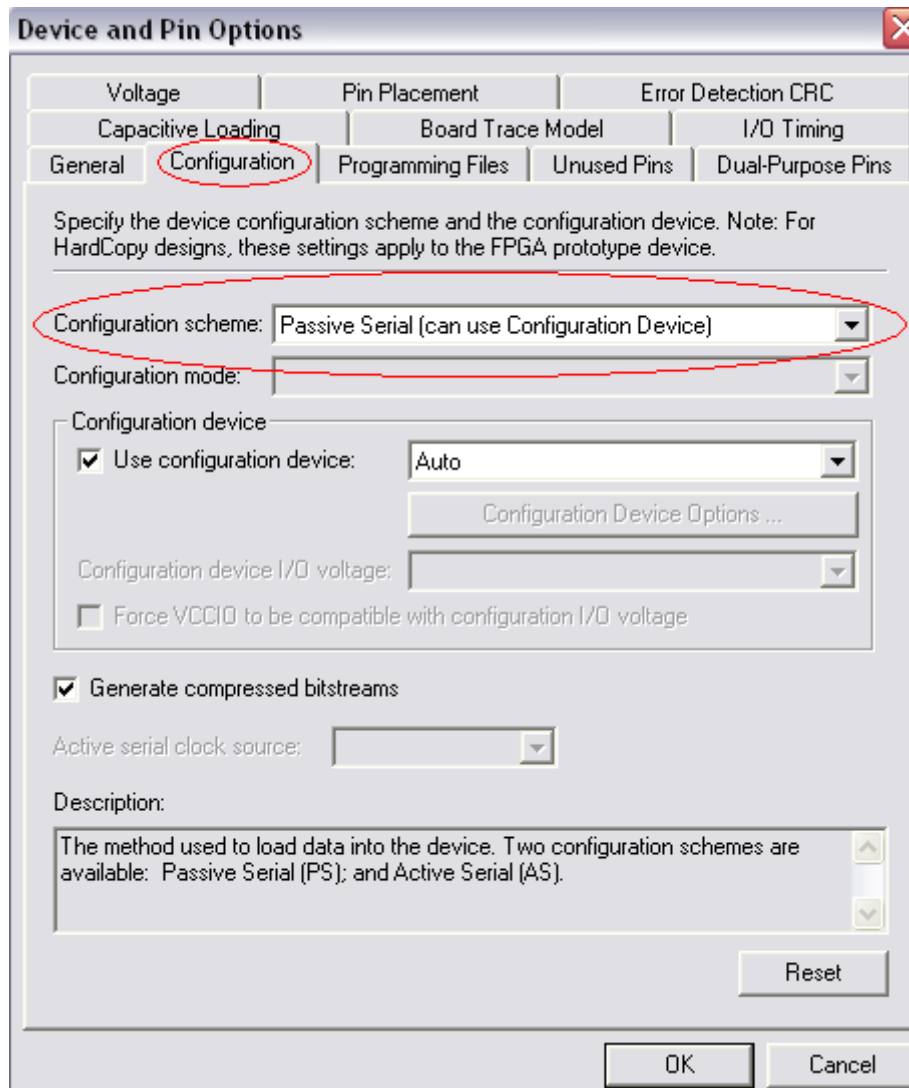 Device and Pin Options
Voltage Pin Placement Error Detection CRC
Capacitive Loading Board Trace Model I/O Timing
General Configuration Programming Files Unused Pins Dual-Purpose Pins
Specify the device configuration scheme and the configuration device. Note: For
HardCopy designs, these settings apply to the FPGA prototype device.
Configuration scheme: Passive Serial (can use Configuration Device)
Configuration mode:
Configuration device
Use configuration device: Auto
Configuration Device Options ...
Configuration device I/O voltage:
Force VCCIO to be compatible with configuration I/O voltage
Generate compressed bitstreams
Active serial clock source:
Description:
The method used to load data into the device. Two configuration schemes are
available: Passive Serial (PS); and Active Serial (AS).
Reset
OK Cancel